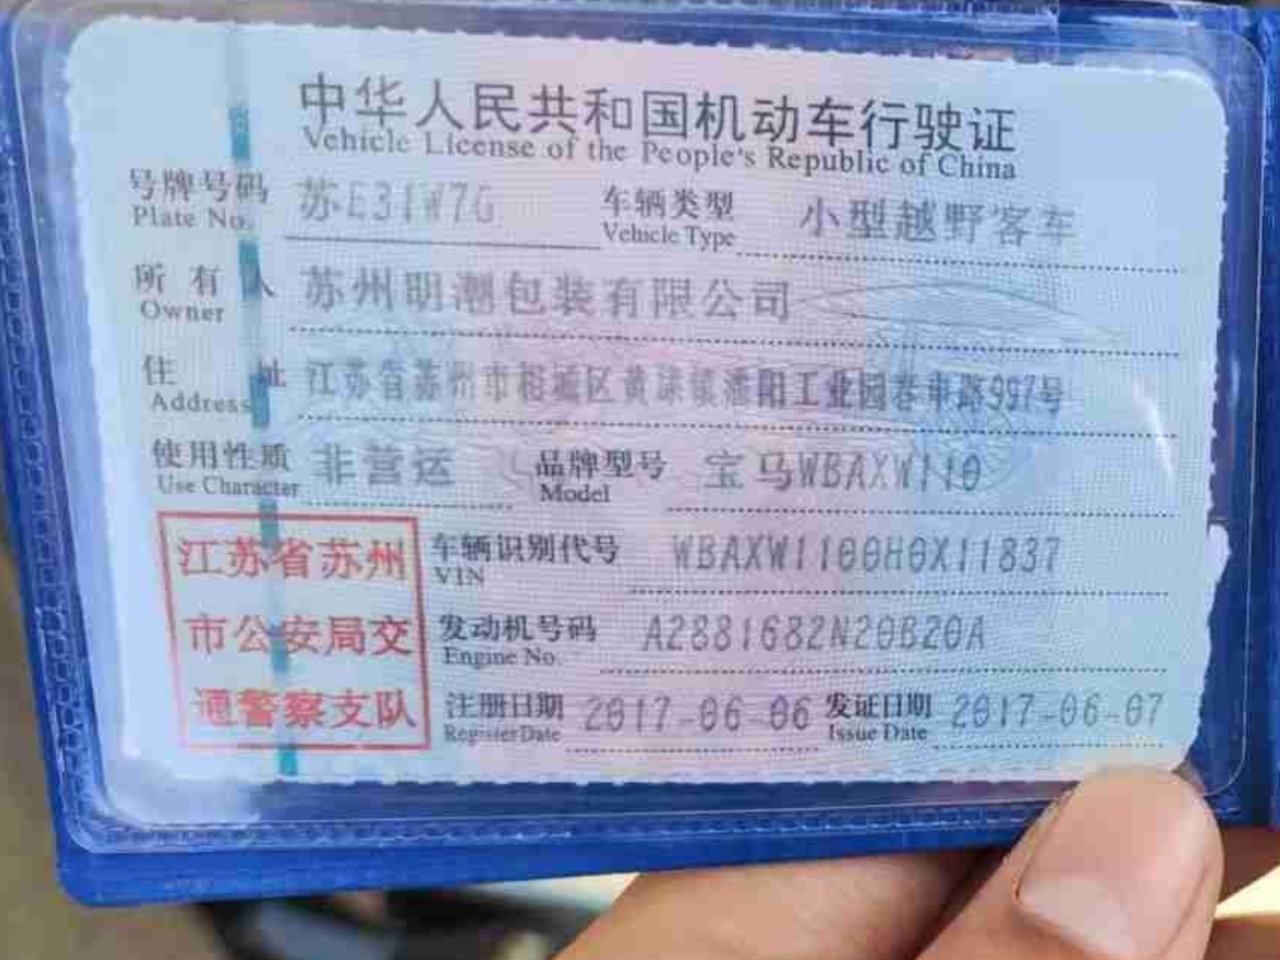 中华人民共和国机动车行驶证
Vehicle License of the People's Republic of China
号牌号码 苏E31W7G 车辆类型 小型越野客车
Plate No. Vehicle Type
所有人 苏州明潮包装有限公司
Owner
住址 江苏省苏州市相城区黄埭镇潘阳工业园春申路997号
Address
使用性质 非营运 品牌型号 宝马WBAXW110
Use Character Model
江苏省苏州 车辆识别代号 WBAXW1100H0X11837
VIN
市公安局交 发动机号码 A2881682N20B20A
Engine No.
通警察支队 注册日期 2017-06-06 发证日期 2017-06-07
Register Date Issue Date